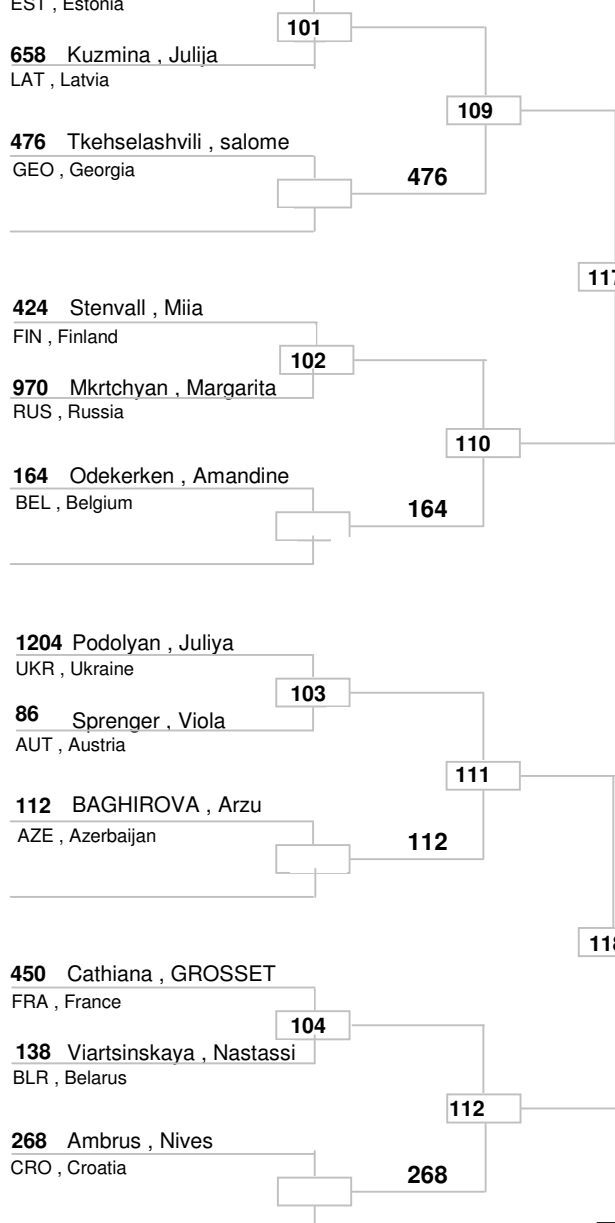 EST , Estonia
101
658 Kuzmina , Julija
LAT , Latvia
109
476 Tkehselashvili , salome
GEO , Georgia
476
117
424 Stenvall , Miia
FIN , Finland
102
970 Mkrtchyan , Margarita
RUS , Russia
110
164 Odekerken , Amandine
BEL , Belgium
164
1204 Podolyan , Juliya
UKR , Ukraine
103
86 Sprenger , Viola
AUT , Austria
111
112 BAGHIROVA , Arzu
AZE , Azerbaijan
112
118
450 Cathiana , GROSSET
FRA , France
104
138 Viartsinskaya , Nastassi
BLR , Belarus
112
268 Ambrus , Nives
CRO , Croatia
268